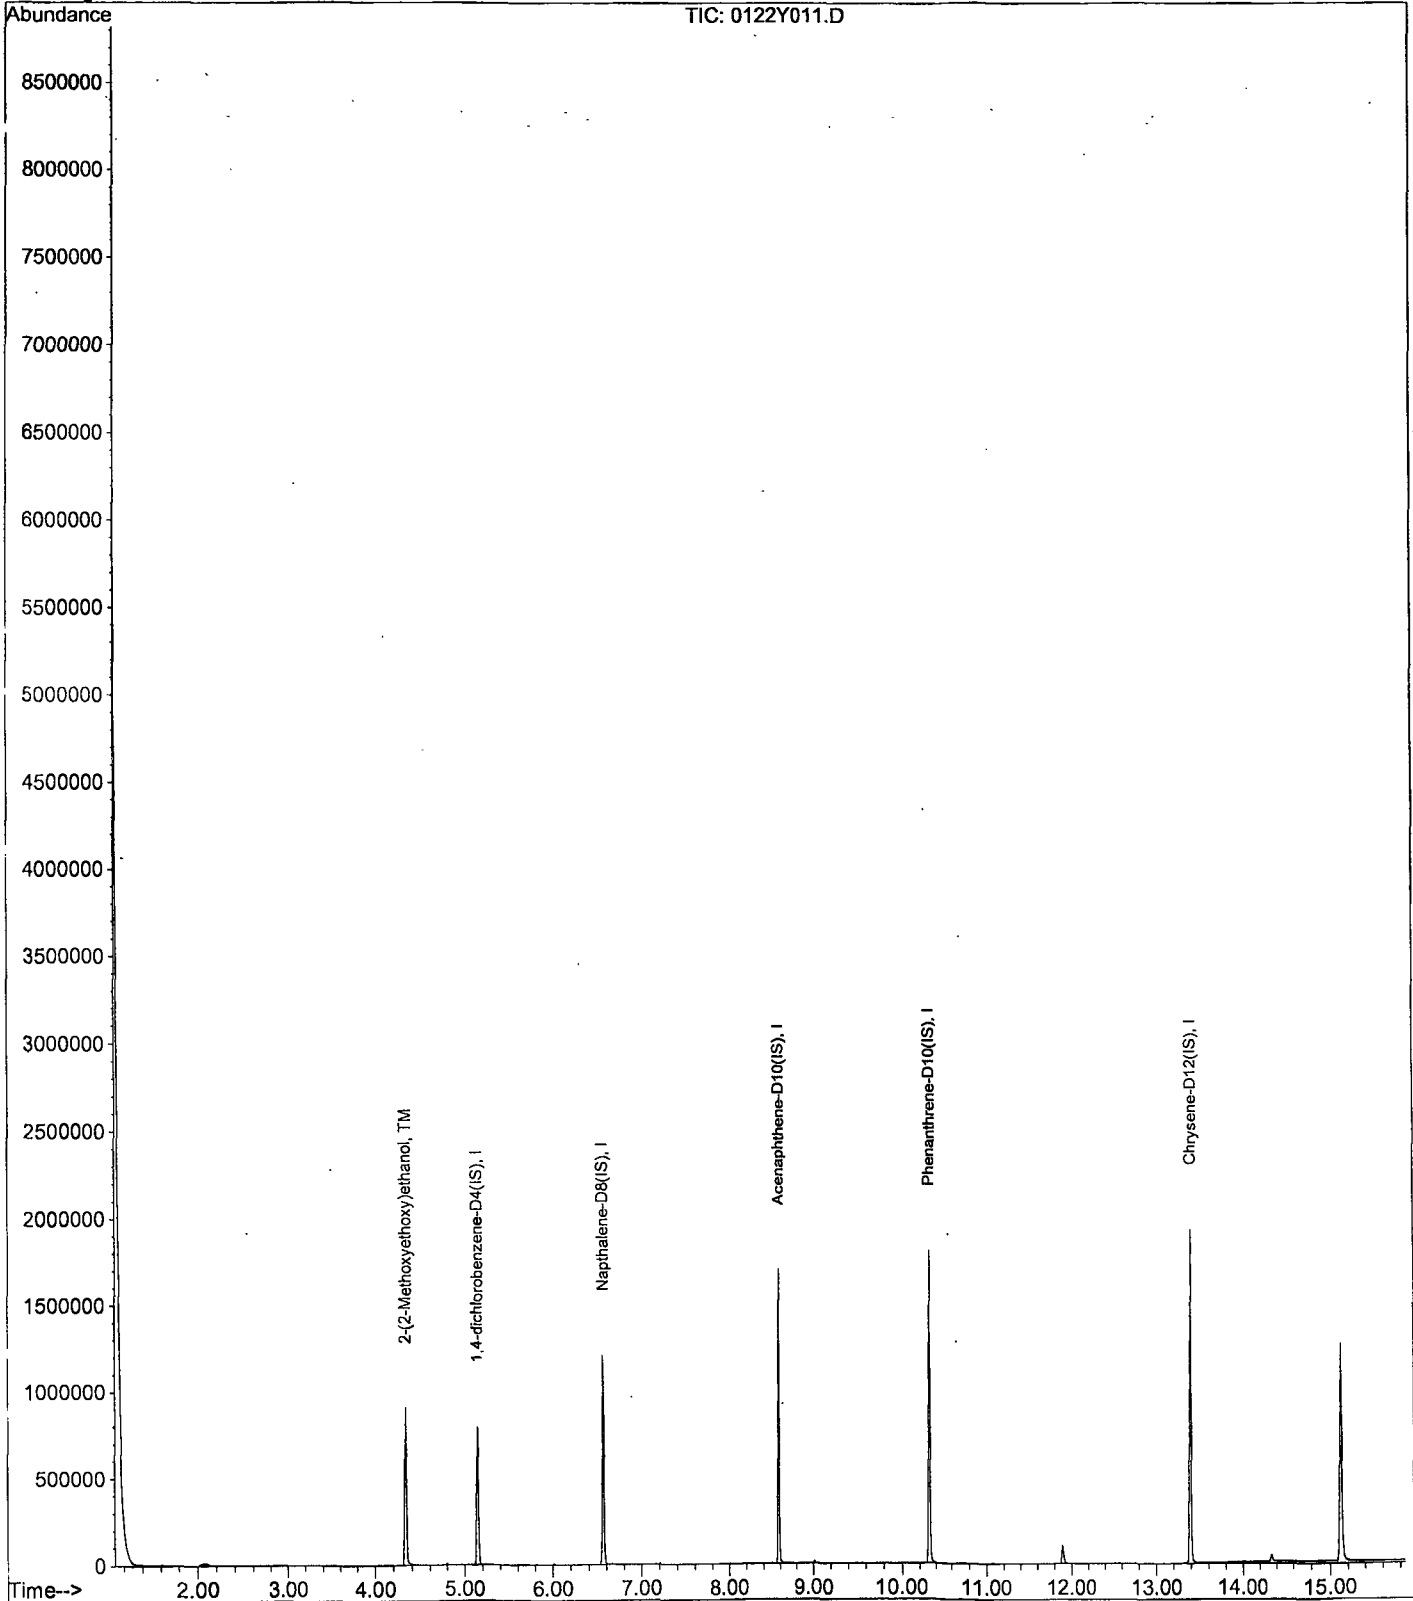 Abundance
TIC: 0122Y011.D
8500000
8000000
7500000
7000000
6500000
6000000
5500000
5000000
4500000
4000000
3500000
3000000
2500000
2000000
1500000
1000000
500000
0
2-(2-Methoxyethoxy)ethanol, TM
1,4-dichlorobenzene-D4(IS), I
Napthalene-D8(IS), I
Acenaphthene-D10(IS), I
Phenanthrene-D10(IS), I
Chrysene-D12(IS), I
Time--> 2.00 3.00 4.00 5.00 6.00 7.00 8.00 9.00 10.00 11.00 12.00 13.00 14.00 15.00